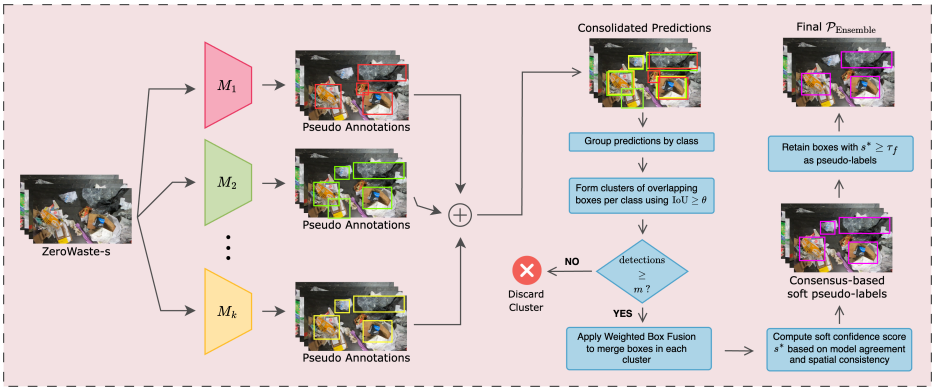 ZeroWaste-s
M₁
Pseudo Annotations
M₂
Pseudo Annotations
Mₖ
Pseudo Annotations
+
Consolidated Predictions
Group predictions by class
Form clusters of overlapping
boxes per class using IoU ≥ θ
detections
≥
m ?
NO
Discard
Cluster
YES
Apply Weighted Box Fusion
to merge boxes in each
cluster
Compute soft confidence score
s* based on model agreement
and spatial consistency
Consensus-based
soft pseudo-labels
Retain boxes with s* ≥ τ_f
as pseudo-labels
Final 𝒫_Ensemble